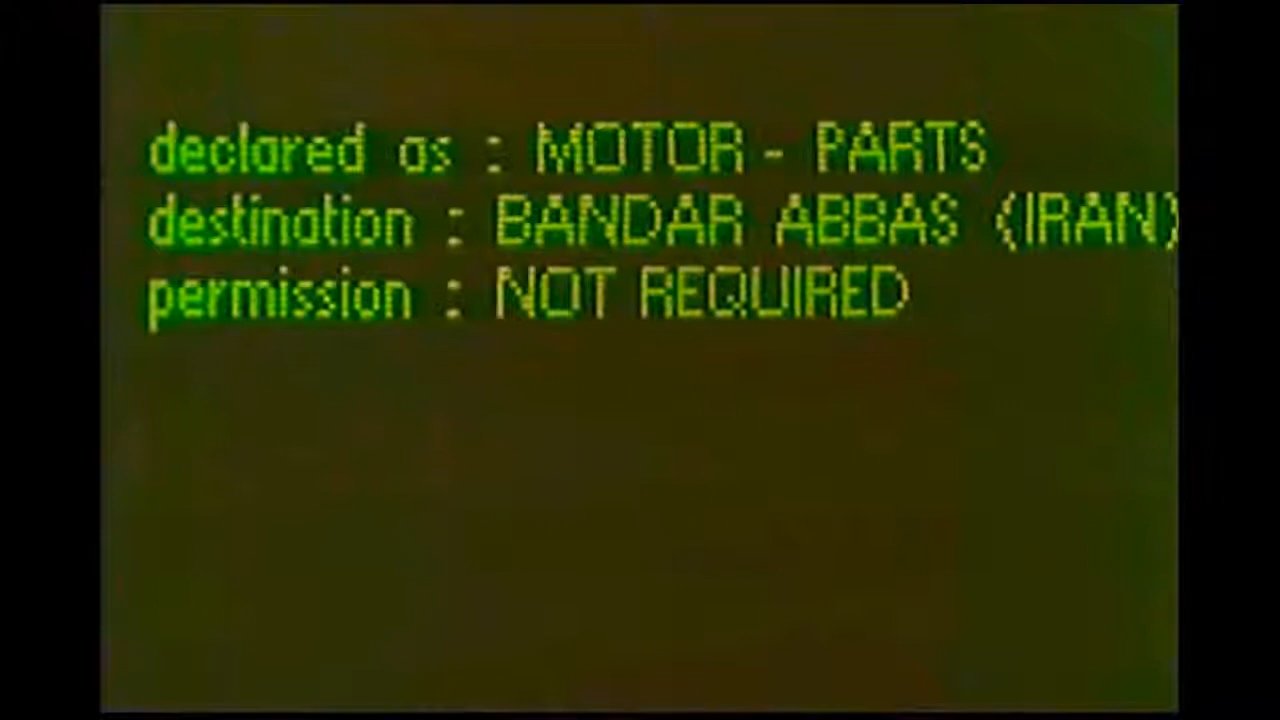 declared as : MOTOR - PARTS
destination : BANDAR ABBAS (IRAN)
permission : NOT REQUIRED